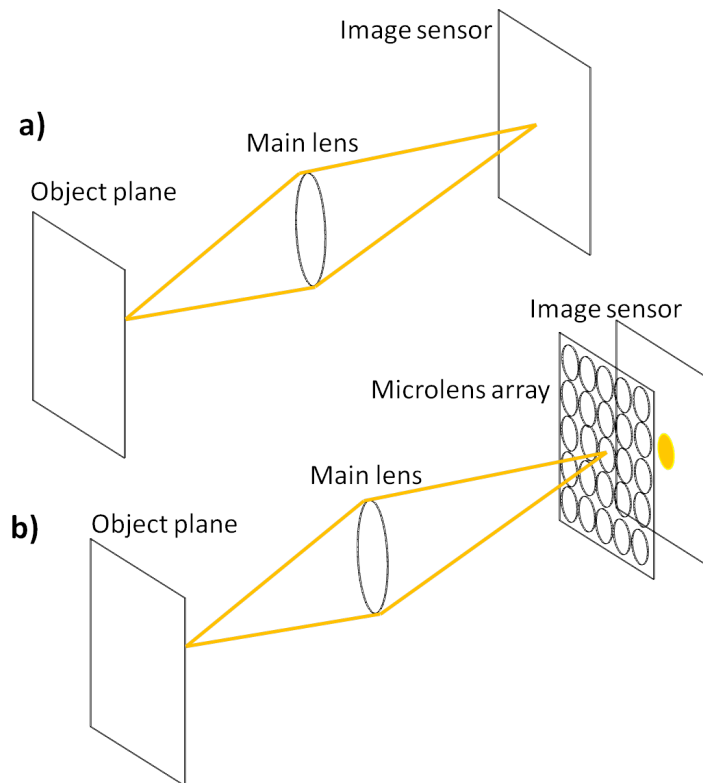 Image sensor
a)
Main lens
Object plane
Image sensor
Microlens array
Main lens
Object plane
b)